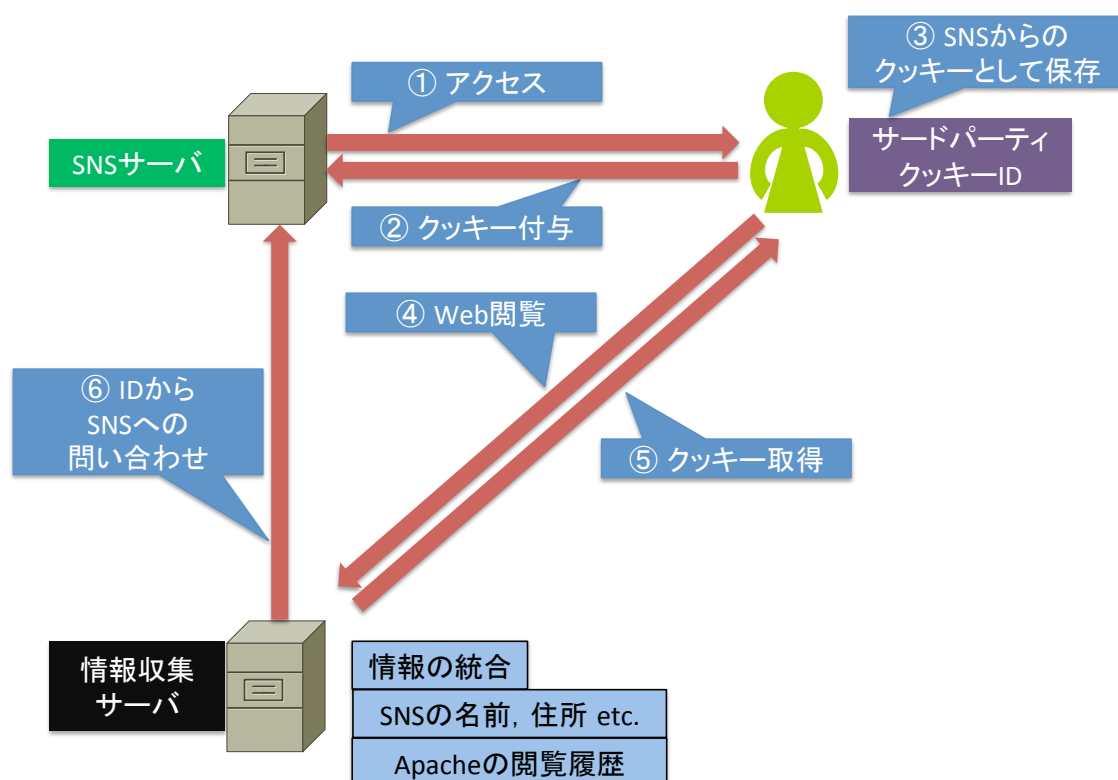 ③ SNSからの
クッキーとして保存
① アクセス
SNSサーバ
サードパーティ
クッキーID
② クッキー付与
④ Web閲覧
⑥ IDから
SNSへの
問い合わせ
⑤ クッキー取得
情報収集
サーバ
情報の統合
SNSの名前，住所 etc.
Apacheの閲覧履歴